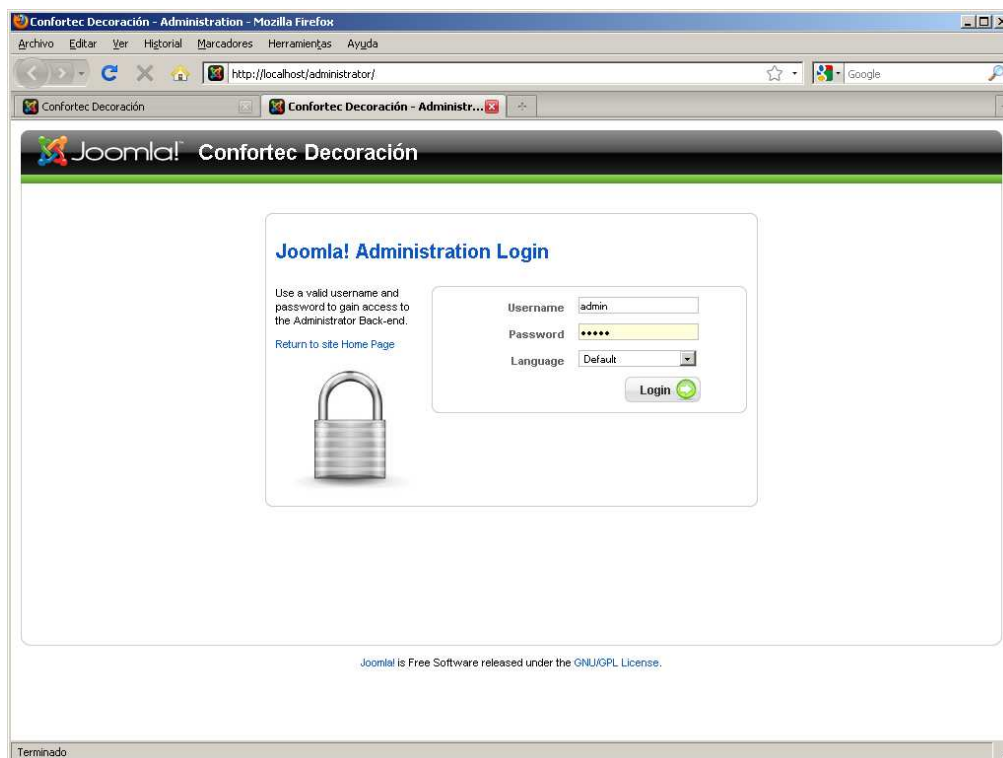 Confortec Decoración - Administration - Mozilla Firefox
Archivo Editar Ver Historial Marcadores Herramientas Ayuda
http://localhost/administrator/
Google
Confortec Decoración
Confortec Decoración - Administr...
Joomla! Confortec Decoración
Joomla! Administration Login
Use a valid username and
password to gain access to
the Administrator Back-end.
Return to site Home Page
Username admin
Password •••••
Language Default
Login
Joomla! is Free Software released under the GNU/GPL License.
Terminado